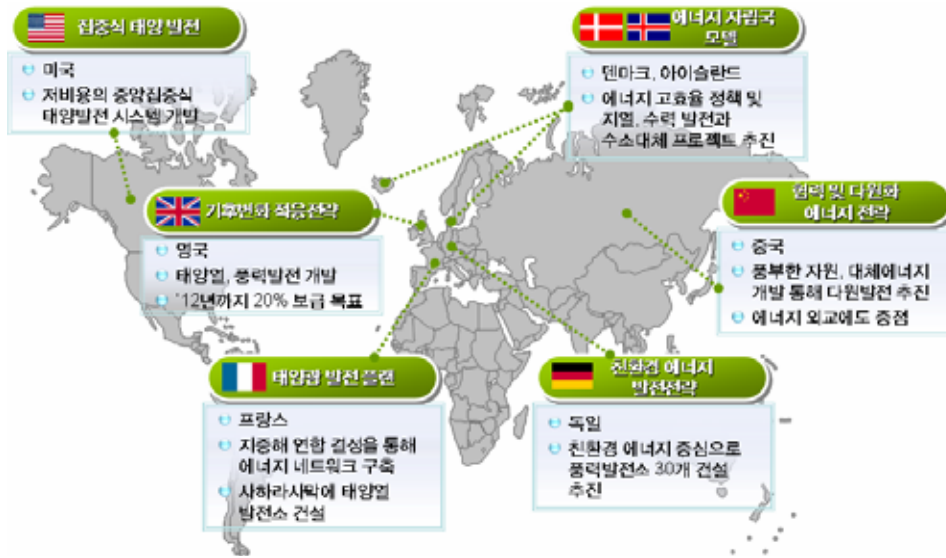 집중식 태양 발전
미국
저비용의 중앙집중식
태양발전 시스템 개발
에너지 자립국
모델
덴마크, 아이슬란드
에너지 고효율 정책 및
지열, 수력 발전과
수소대체 프로젝트 추진
기후변화 적응전략
영국
태양열, 풍력발전 개발
'12년까지 20% 보급 목표
협력 및 다원화
에너지 전략
중국
풍부한 자원, 대체에너지
개발 통해 다원발전 추진
에너지 외교에도 중점
태양광 발전 플랜
프랑스
지중해 연합 결성을 통해
에너지 네트워크 구축
사하라사막에 태양열
발전소 건설
친환경 에너지
발전전략
독일
친환경 에너지 중심으로
풍력발전소 30개 건설
추진